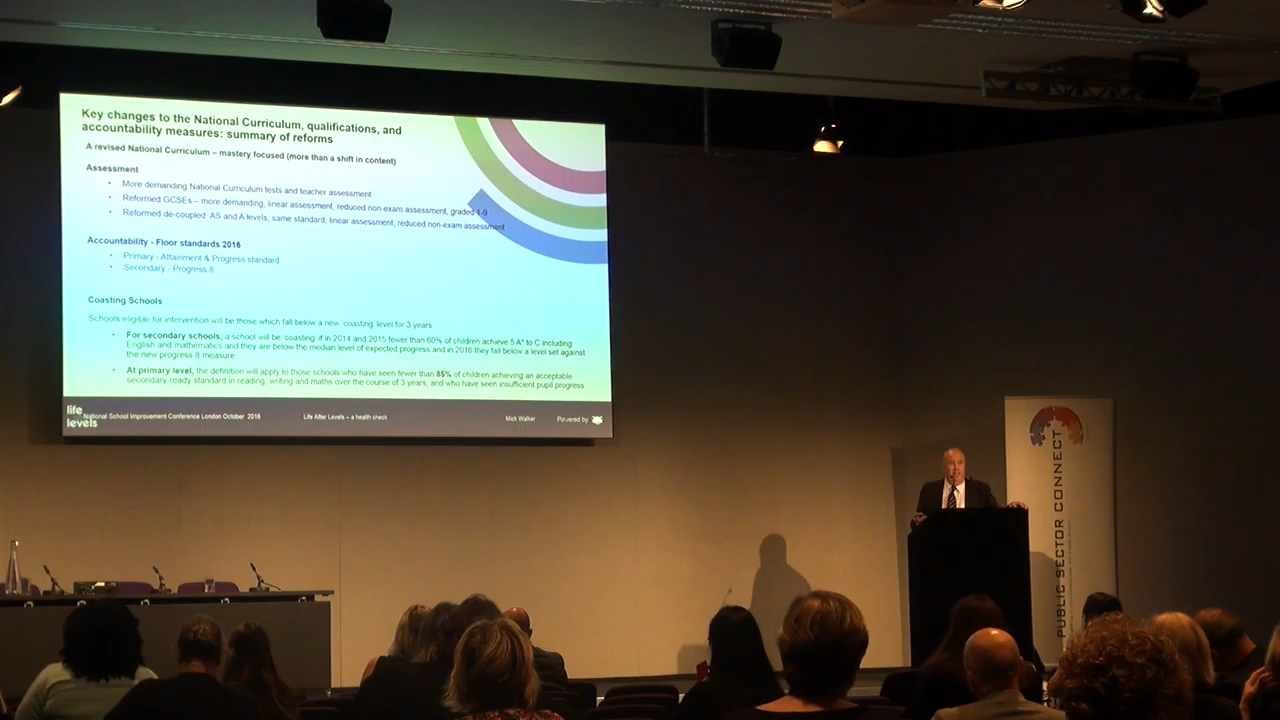 Key changes to the National Curriculum, qualifications, and
accountability measures: summary of reforms
A revised National Curriculum – mastery focused (more than a shift in content)
Assessment
• More demanding National Curriculum tests and teacher assessment
• Reformed GCSEs – more demanding, linear assessment, reduced non-exam assessment, graded 1-9
• Reformed de-coupled AS and A levels, same standard, linear assessment, reduced non-exam assessment
Accountability - Floor standards 2016
• Primary - Attainment & Progress standard
• Secondary - Progress 8
Coasting Schools
Schools eligible for intervention will be those which fall below a new 'coasting' level for 3 years
• For secondary schools, a school will be 'coasting' if in 2014 and 2015 fewer than 60% of children achieve 5 A* to C including
English and mathematics and they are below the median level of expected progress and in 2016 they fall below a level set against
the new progress 8 measure
• At primary level, the definition will apply to those schools who have seen fewer than 85% of children achieving an acceptable
secondary-ready standard in reading, writing and maths over the course of 3 years, and who have seen insufficient pupil progress
life
levels
National School Improvement Conference London October 2016 Life After Levels – a health check Mick Walker Powered by
PUBLIC SECTOR CONNECT